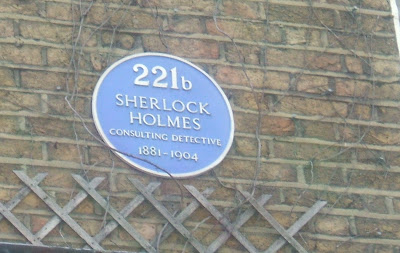 221b
SHERLOCK
HOLMES
CONSULTING DETECTIVE
1881-1904